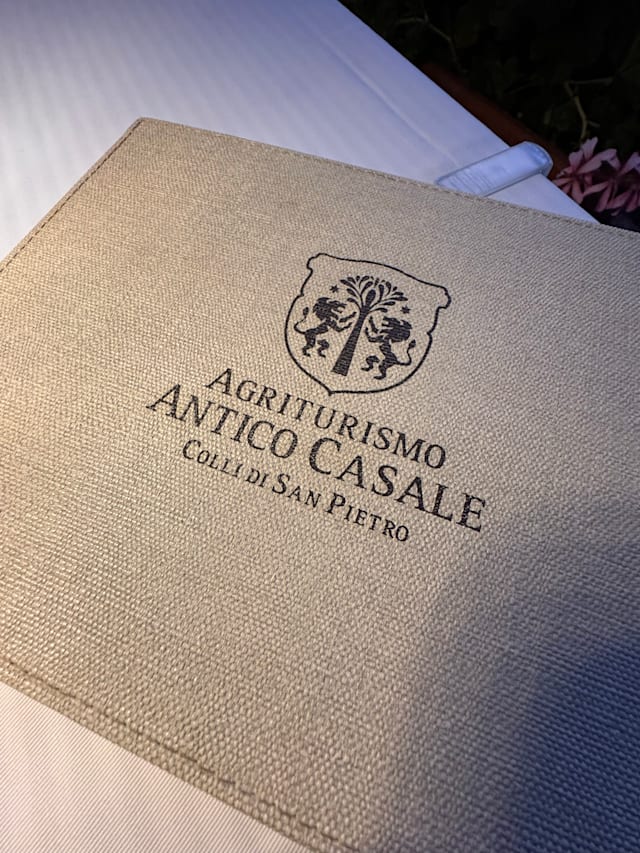 AGRITURISMO
ANTICO CASALE
COLLI DI SAN PIETRO